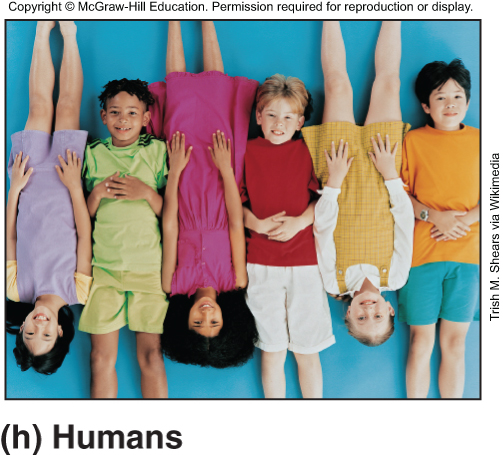 Copyright © McGraw-Hill Education. Permission required for reproduction or display.
Trish M. Shears via Wikimedia
(h) Humans